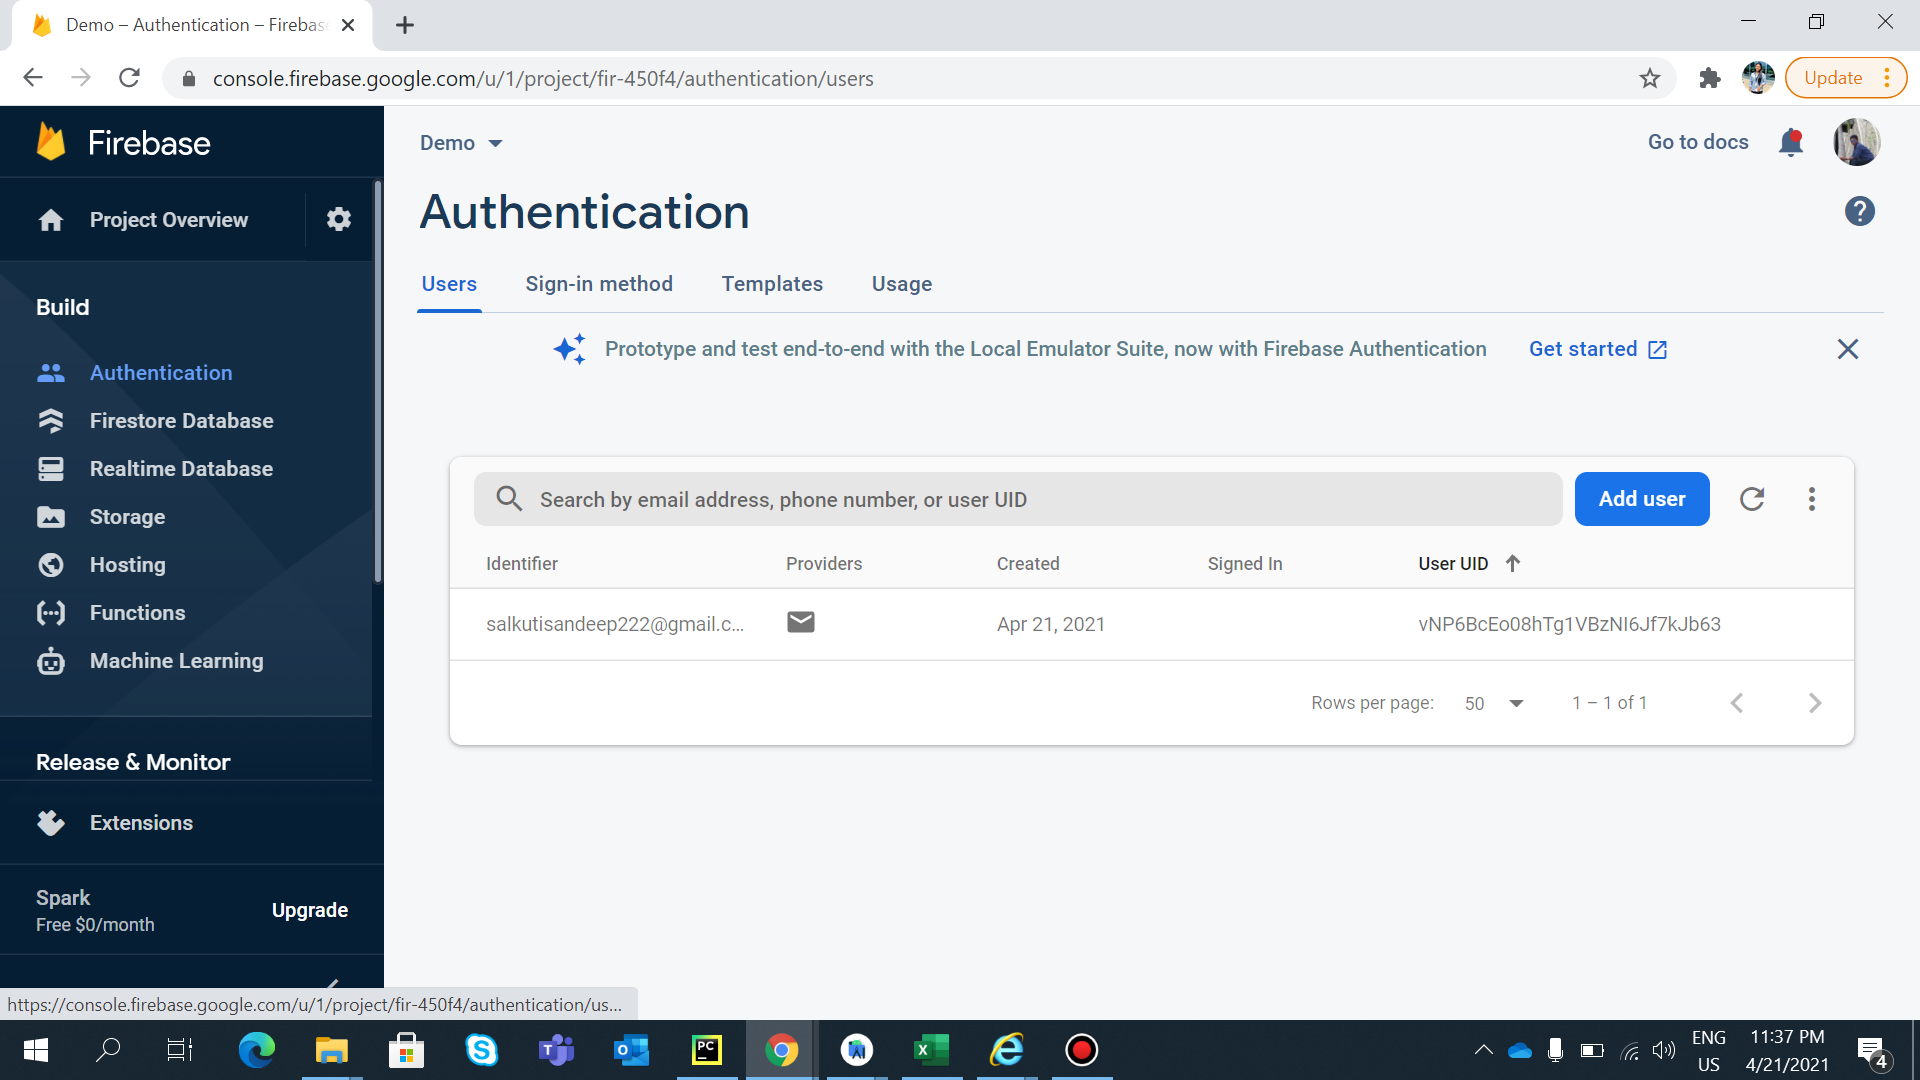 Demo – Authentication – Firebas
console.firebase.google.com/u/1/project/fir-450f4/authentication/users
Update
Firebase
Demo
Go to docs
Project Overview
Authentication
Users
Sign-in method
Templates
Usage
Build
Prototype and test end-to-end with the Local Emulator Suite, now with Firebase Authentication
Get started
Authentication
Firestore Database
Realtime Database
Storage
Hosting
Functions
Machine Learning
Search by email address, phone number, or user UID
Add user
Identifier
Providers
Created
Signed In
User UID
salkutisandeep222@gmail.c...
Apr 21, 2021
vNP6BcEo08hTg1VBzNI6Jf7kJb63
Rows per page:
50
1 – 1 of 1
Release & Monitor
Extensions
Spark
Free $0/month
Upgrade
https://console.firebase.google.com/u/1/project/fir-450f4/authentication/us...
PC
ENG
US
11:37 PM
4/21/2021
4